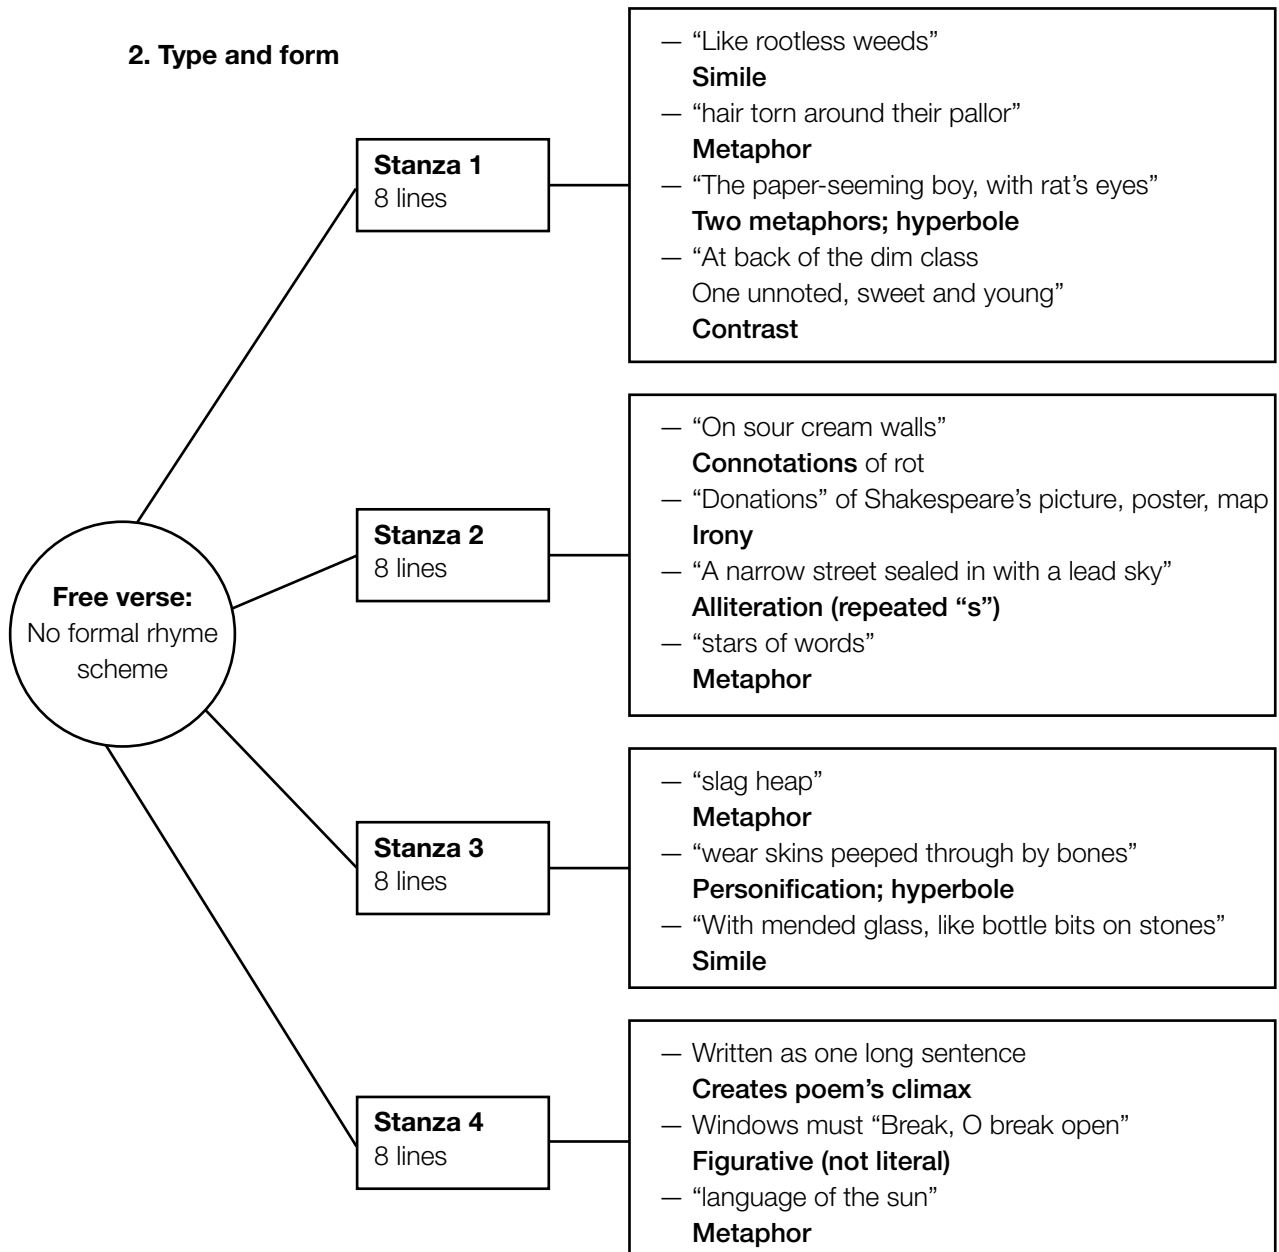 2. Type and form
Free verse:
No formal rhyme
scheme
Stanza 1
8 lines
— “Like rootless weeds”
Simile
— “hair torn around their pallor”
Metaphor
— “The paper-seeming boy, with rat’s eyes”
Two metaphors; hyperbole
— “At back of the dim class
One unnoted, sweet and young”
Contrast
Stanza 2
8 lines
— “On sour cream walls”
Connotations of rot
— “Donations” of Shakespeare’s picture, poster, map
Irony
— “A narrow street sealed in with a lead sky”
Alliteration (repeated “s”)
— “stars of words”
Metaphor
Stanza 3
8 lines
— “slag heap”
Metaphor
— “wear skins peeped through by bones”
Personification; hyperbole
— “With mended glass, like bottle bits on stones”
Simile
Stanza 4
8 lines
— Written as one long sentence
Creates poem’s climax
— Windows must “Break, O break open”
Figurative (not literal)
— “language of the sun”
Metaphor